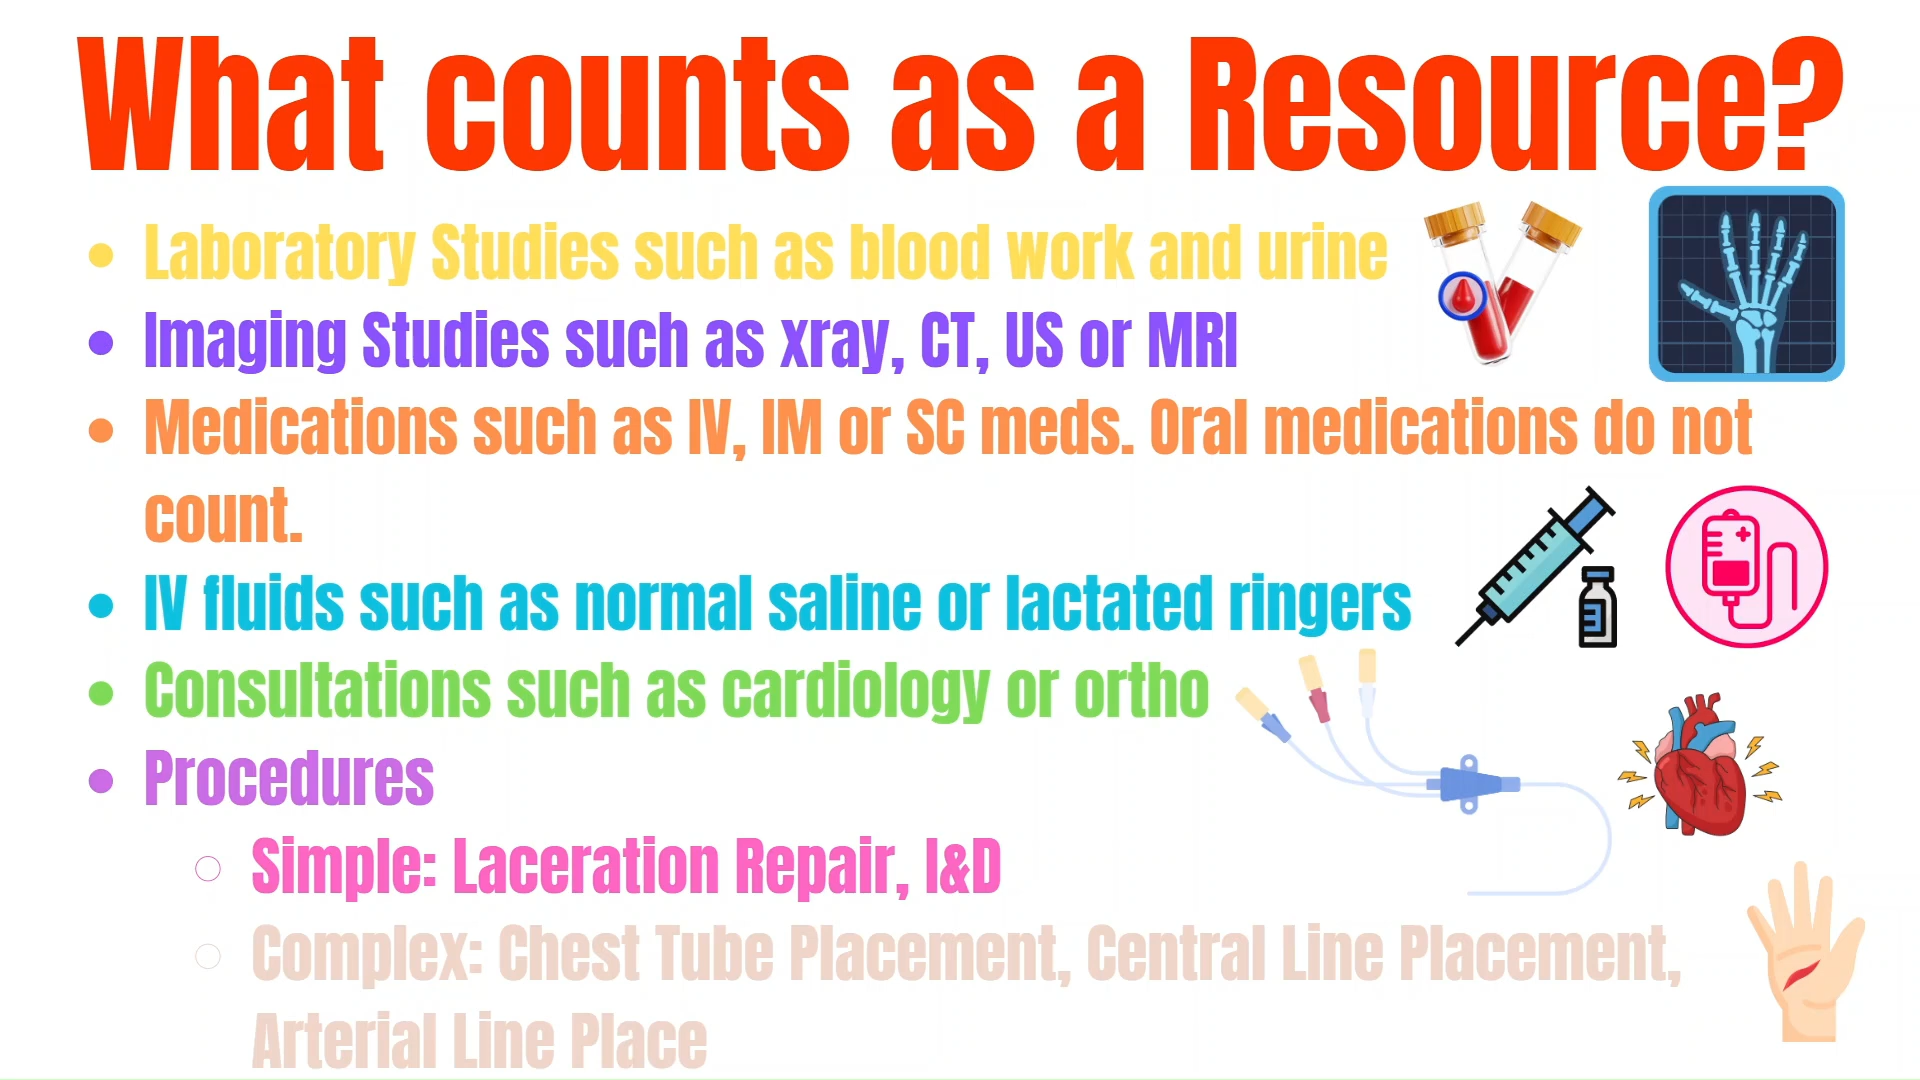 What counts as a Resource?
• Laboratory Studies such as blood work and urine
• Imaging Studies such as xray, CT, US or MRI
• Medications such as IV, IM or SC meds. Oral medications do not
count.
• IV fluids such as normal saline or lactated ringers
• Consultations such as cardiology or ortho
• Procedures
○ Simple: Laceration Repair, I&D
○ Complex: Chest Tube Placement, Central Line Placement,
Arterial Line Place